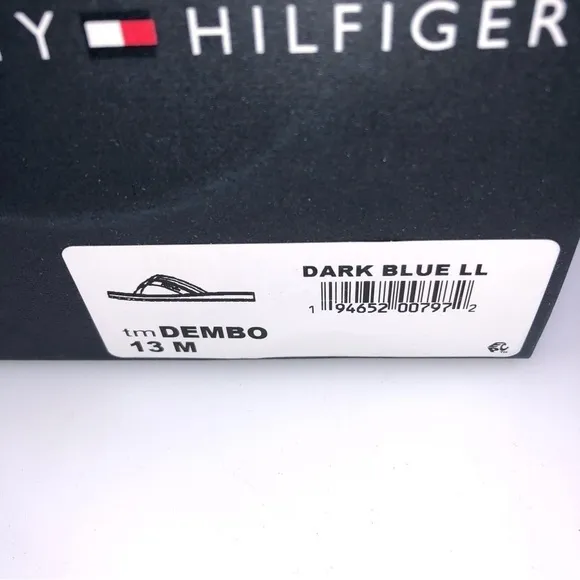 Y HILFIGER
DARK BLUE LL
1 94652 00797 2
tmDEMBO
13 M